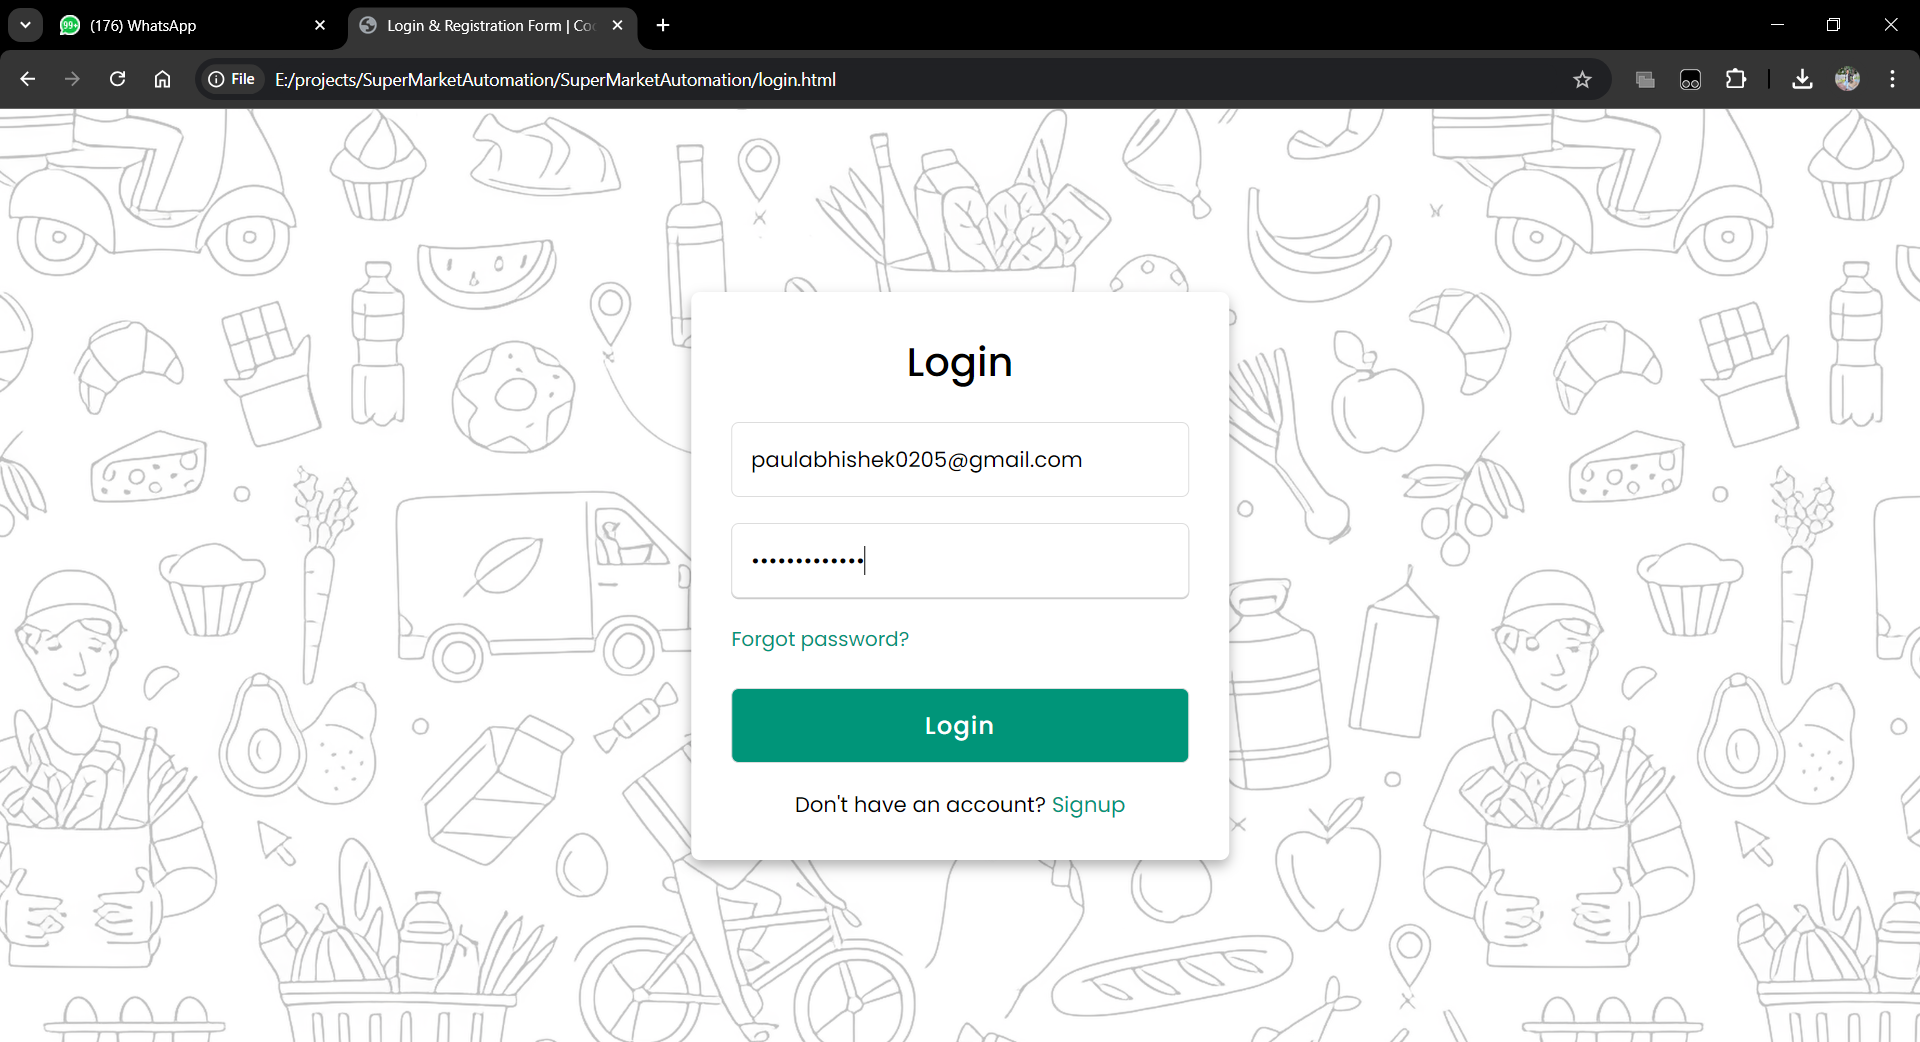 (176) WhatsApp
Login & Registration Form | Co
File
E:/projects/SuperMarketAutomation/SuperMarketAutomation/login.html
Login
paulabhishek0205@gmail.com
•••••••••••••
Forgot password?
Login
Don't have an account? Signup